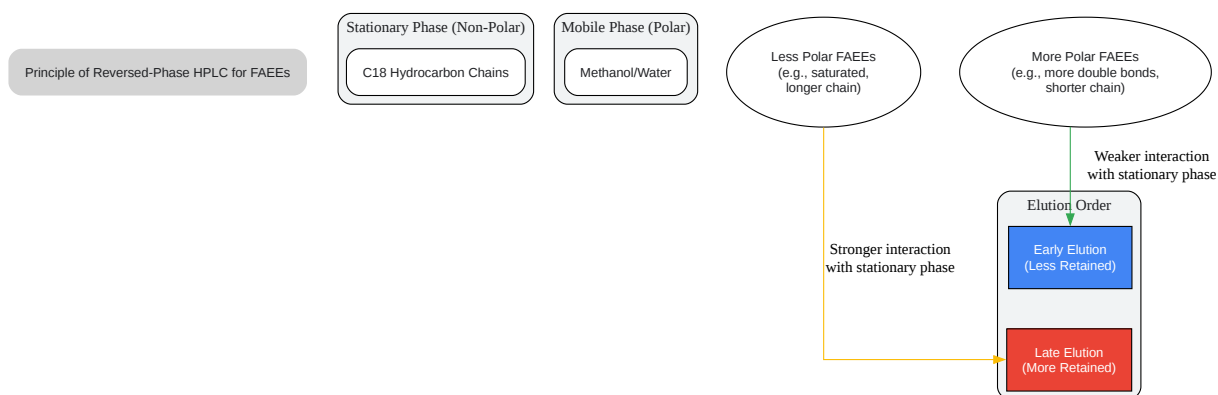 Principle of Reversed-Phase HPLC for FAEEs
Stationary Phase (Non-Polar)
C18 Hydrocarbon Chains
Mobile Phase (Polar)
Methanol/Water
Less Polar FAEEs
(e.g., saturated,
longer chain)
More Polar FAEEs
(e.g., more double bonds,
shorter chain)
Weaker interaction
with stationary phase
Stronger interaction
with stationary phase
Elution Order
Early Elution
(Less Retained)
Late Elution
(More Retained)